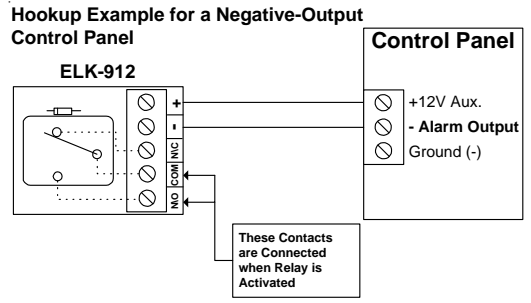 Hookup Example for a Negative-Output
Control Panel
ELK-912
+
-
N\C
COM
N\O
Control Panel
+12V Aux.
- Alarm Output
Ground (-)
These Contacts
are Connected
when Relay is
Activated